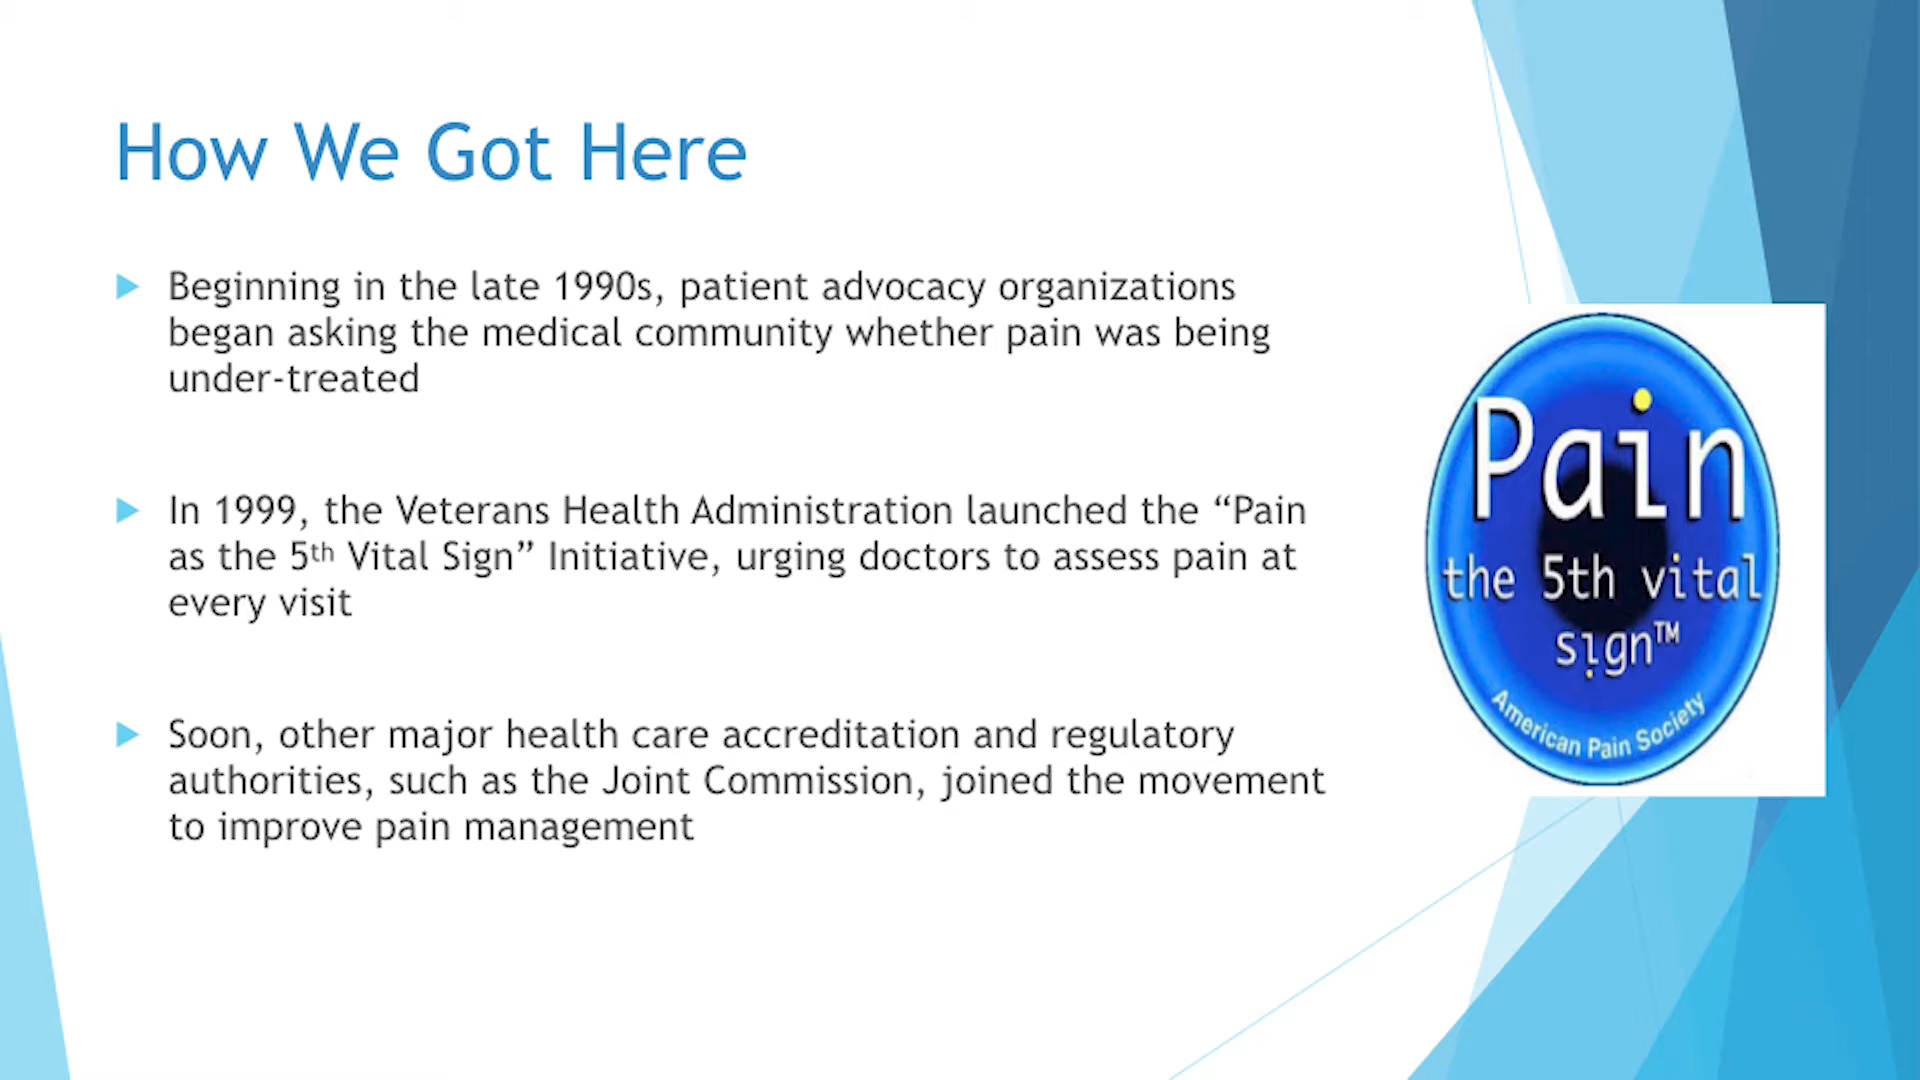 How We Got Here
Beginning in the late 1990s, patient advocacy organizations
began asking the medical community whether pain was being
under-treated
In 1999, the Veterans Health Administration launched the “Pain
as the 5th Vital Sign” Initiative, urging doctors to assess pain at
every visit
Soon, other major health care accreditation and regulatory
authorities, such as the Joint Commission, joined the movement
to improve pain management
Pain
the 5th vital
sign™
American Pain Society